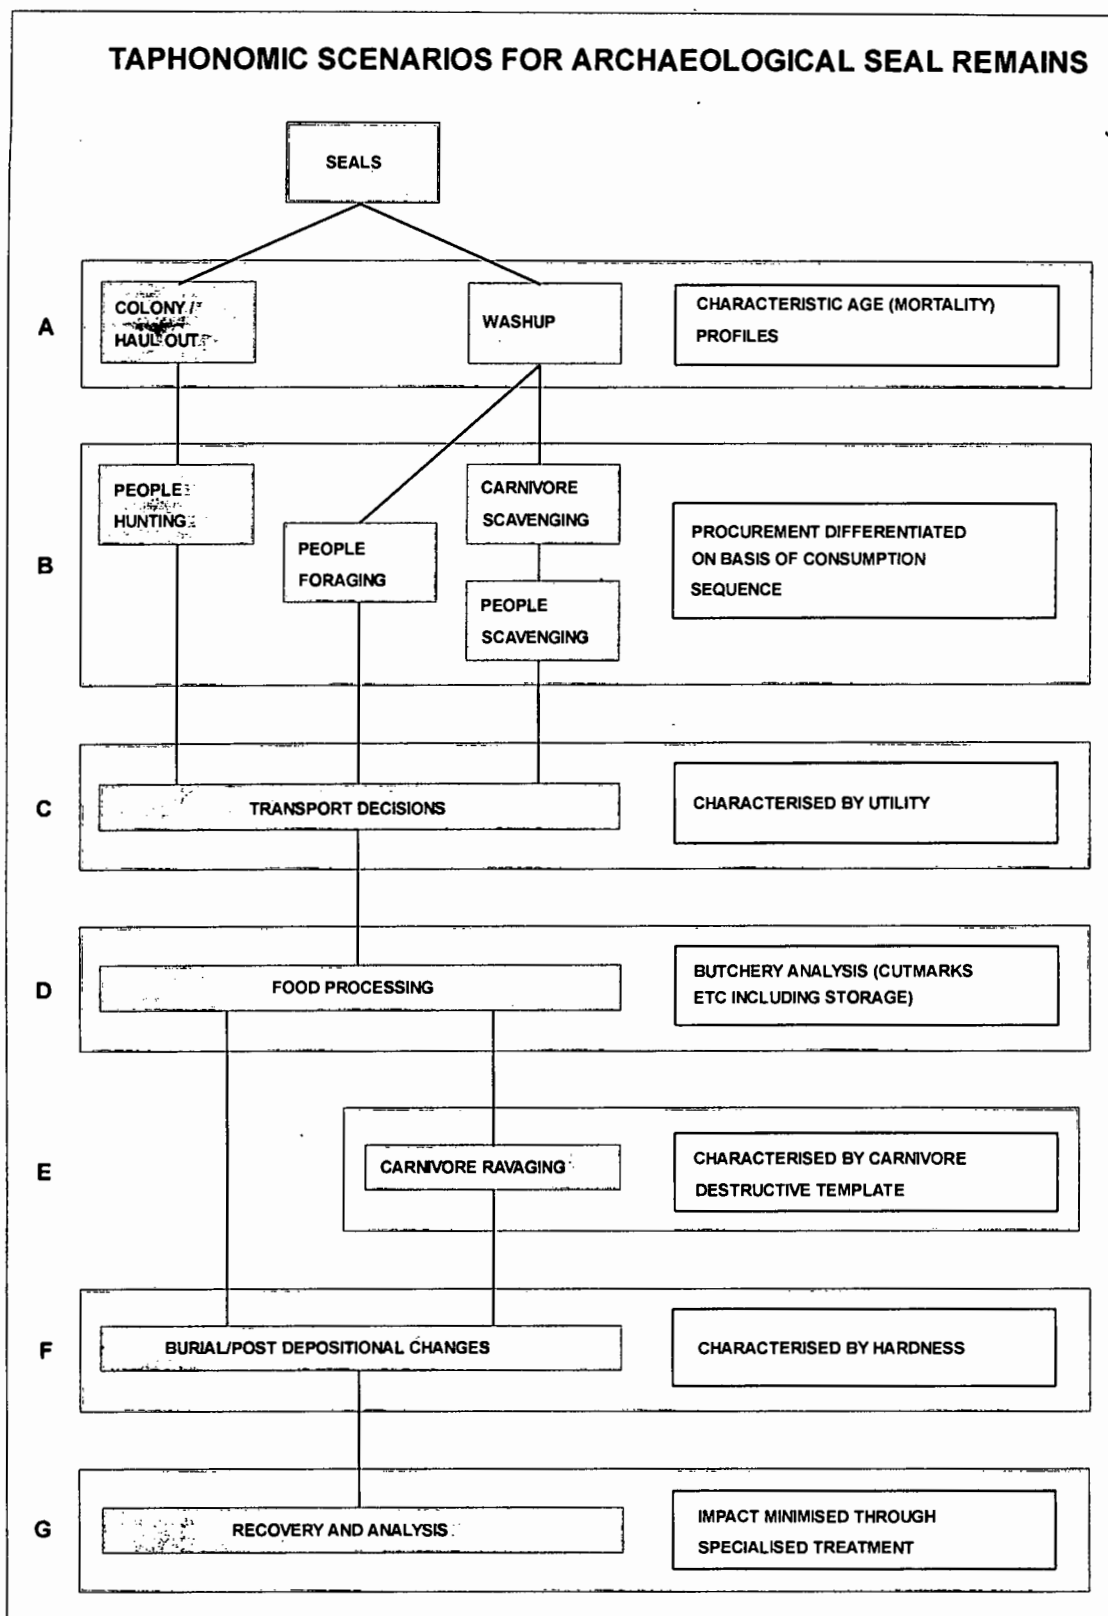 TAPHONOMIC SCENARIOS FOR ARCHAEOLOGICAL SEAL REMAINS
SEALS
A
COLONY /
HAUL OUT
WASHUP
CHARACTERISTIC AGE (MORTALITY)
PROFILES
B
PEOPLE
HUNTING
PEOPLE
FORAGING
CARNIVORE
SCAVENGING
PEOPLE
SCAVENGING
PROCUREMENT DIFFERENTIATED
ON BASIS OF CONSUMPTION
SEQUENCE
C
TRANSPORT DECISIONS
CHARACTERISED BY UTILITY
D
FOOD PROCESSING
BUTCHERY ANALYSIS (CUTMARKS
ETC INCLUDING STORAGE)
E
CARNIVORE RAVAGING
CHARACTERISED BY CARNIVORE
DESTRUCTIVE TEMPLATE
F
BURIAL/POST DEPOSITIONAL CHANGES
CHARACTERISED BY HARDNESS
G
RECOVERY AND ANALYSIS
IMPACT MINIMISED THROUGH
SPECIALISED TREATMENT